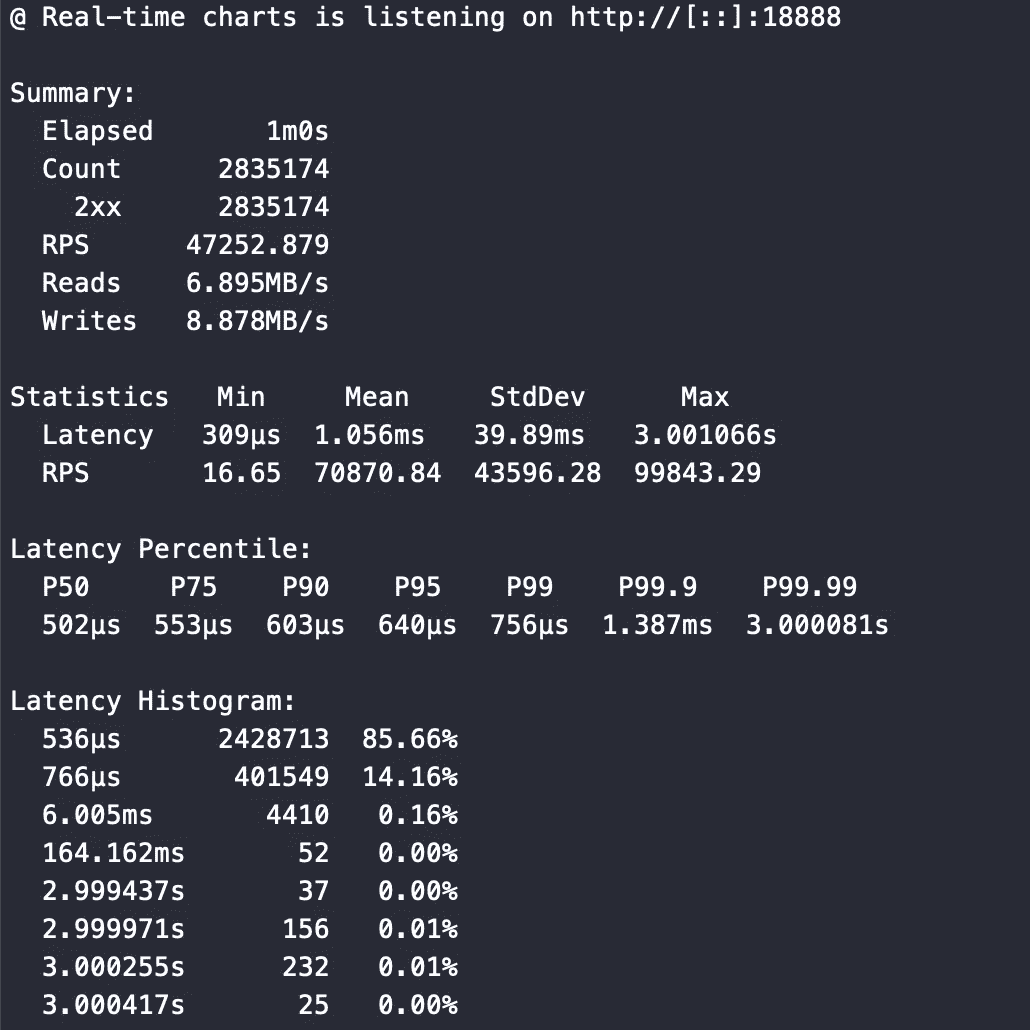 @ Real-time charts is listening on http://[::]:18888
Summary:
Elapsed 1m0s
Count 2835174
2xx 2835174
RPS 47252.879
Reads 6.895MB/s
Writes 8.878MB/s
Statistics Min Mean StdDev Max
Latency 309µs 1.056ms 39.89ms 3.001066s
RPS 16.65 70870.84 43596.28 99843.29
Latency Percentile:
P50 P75 P90 P95 P99 P99.9 P99.99
502µs 553µs 603µs 640µs 756µs 1.387ms 3.000081s
Latency Histogram:
536µs 2428713 85.66%
766µs 401549 14.16%
6.005ms 4410 0.16%
164.162ms 52 0.00%
2.999437s 37 0.00%
2.999971s 156 0.01%
3.000255s 232 0.01%
3.000417s 25 0.00%